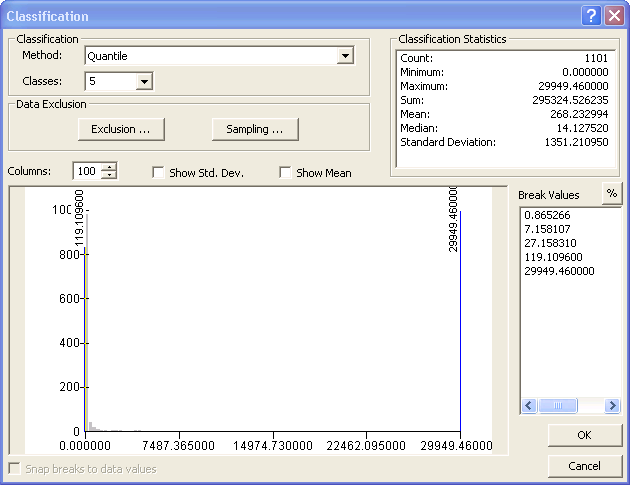 Classification
Classification
Method: Quantile
Classes: 5
Data Exclusion
Exclusion ...
Sampling ...
Classification Statistics
Count: 1101
Minimum: 0.000000
Maximum: 29949.460000
Sum: 295324.526235
Mean: 268.232994
Median: 14.127520
Standard Deviation: 1351.210950
Columns: 100
Show Std. Dev.
Show Mean
Break Values
%
0.865266
7.158107
27.158310
119.109600
29949.460000
119.109600
29949.460000
800
600
400
200
0
0.000000 7487.365000 14974.730000 22462.095000 29949.46000
OK
Snap breaks to data values
Cancel